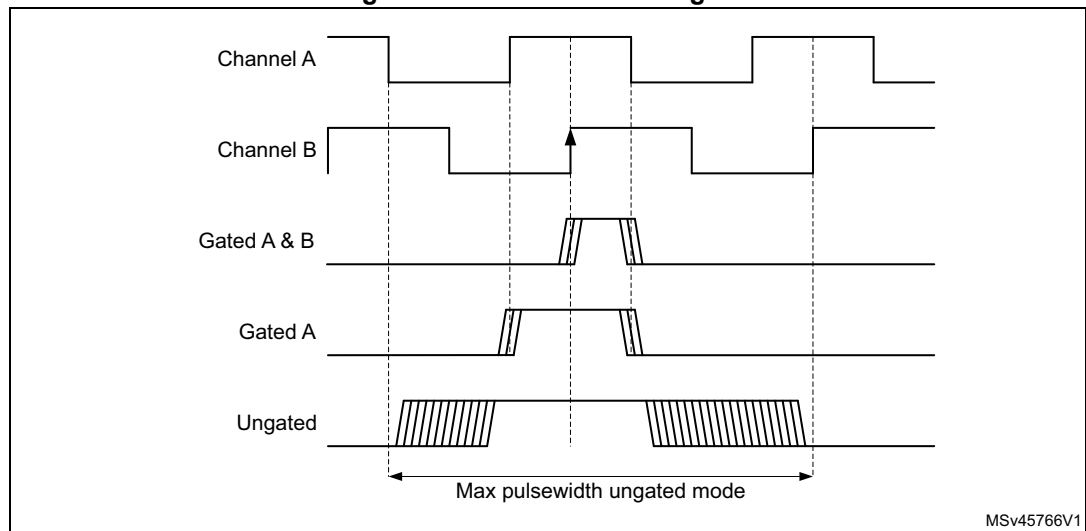 Channel A
Channel B
Gated A & B
Gated A
Ungated
Max pulsewidth ungated mode
MSv45766V1